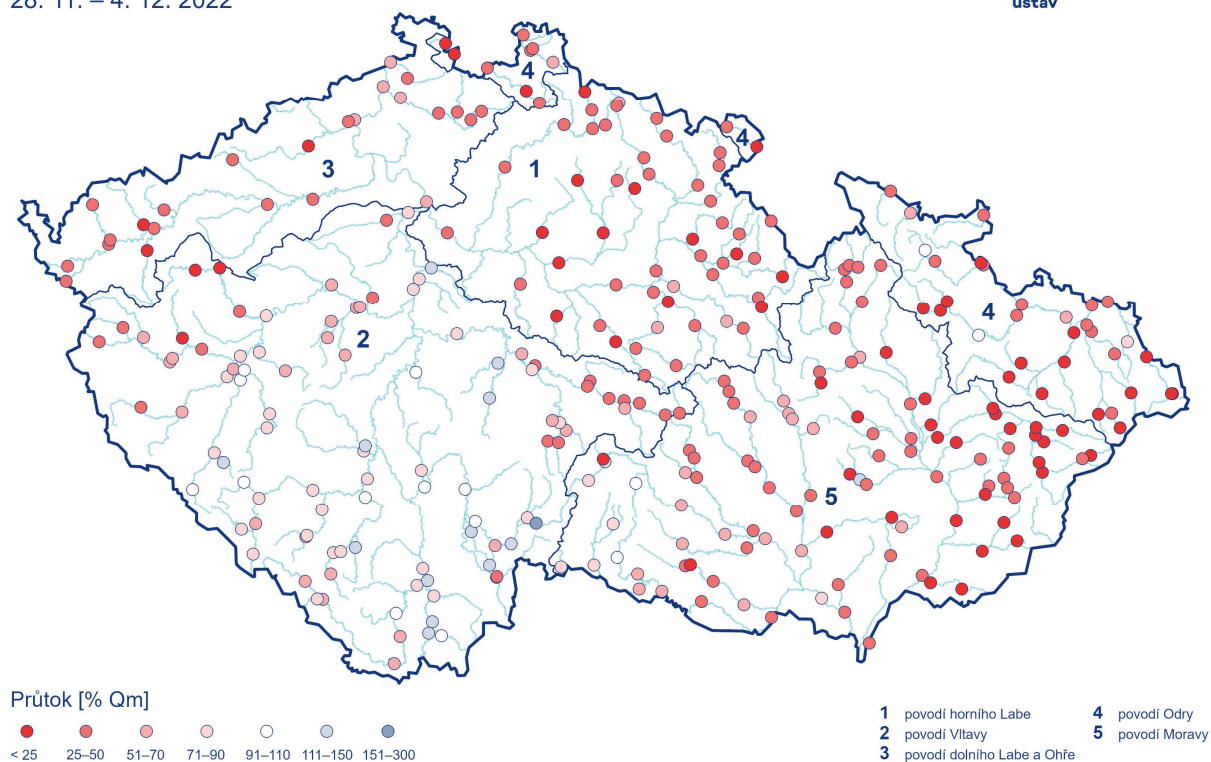 28. 11. – 4. 12. 2022
ústav
4
4
3
1
2
4
5
Průtok [% Qm]
< 25 25–50 51–70 71–90 91–110 111–150 151–300
1 povodí horního Labe
2 povodí Vltavy
3 povodí dolního Labe a Ohře
4 povodí Odry
5 povodí Moravy